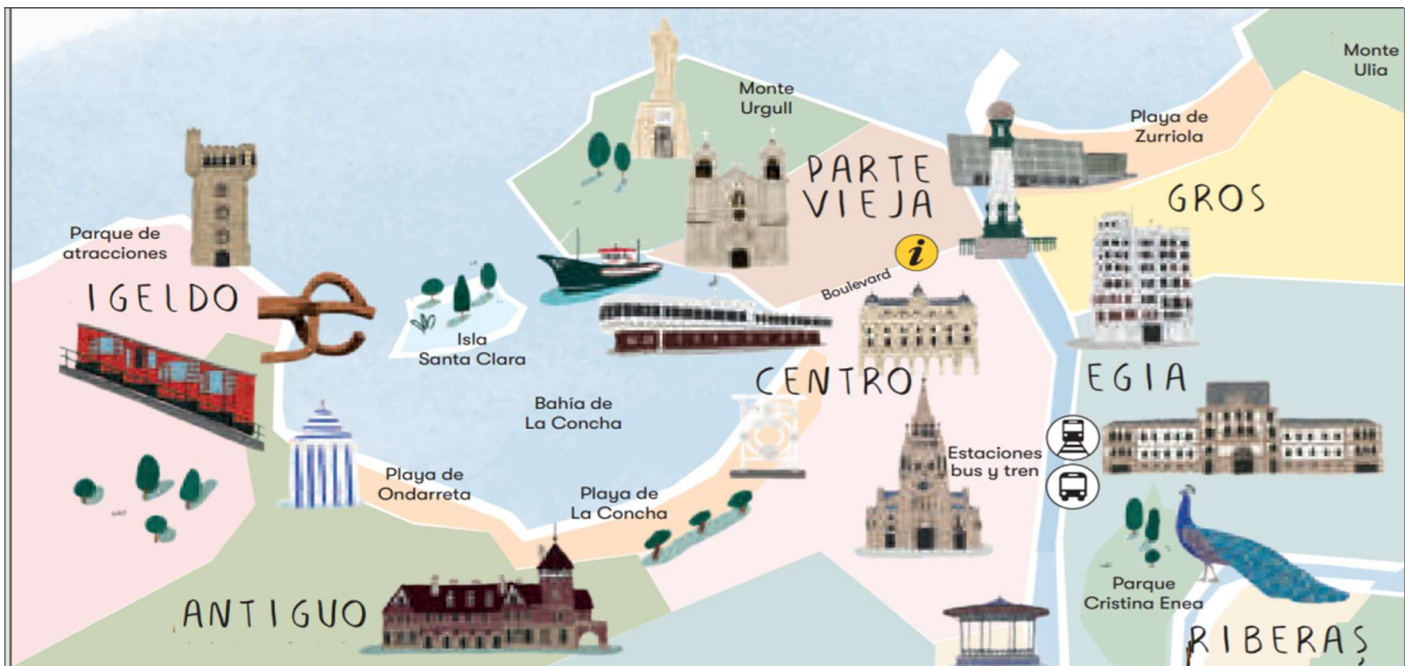 Monte
Ulia
Monte
Urgull
Playa de
Zurriola
PARTE
VIEJA
GROS
Parque de
atracciones
IGELDO
i
Boulevard
Isla
Santa Clara
CENTRO
EGIA
Bahía de
La Concha
Estaciones
bus y tren
Playa de
Ondarreta
Playa de
La Concha
Parque
Cristina Enea
ANTIGUO
RIBERAS